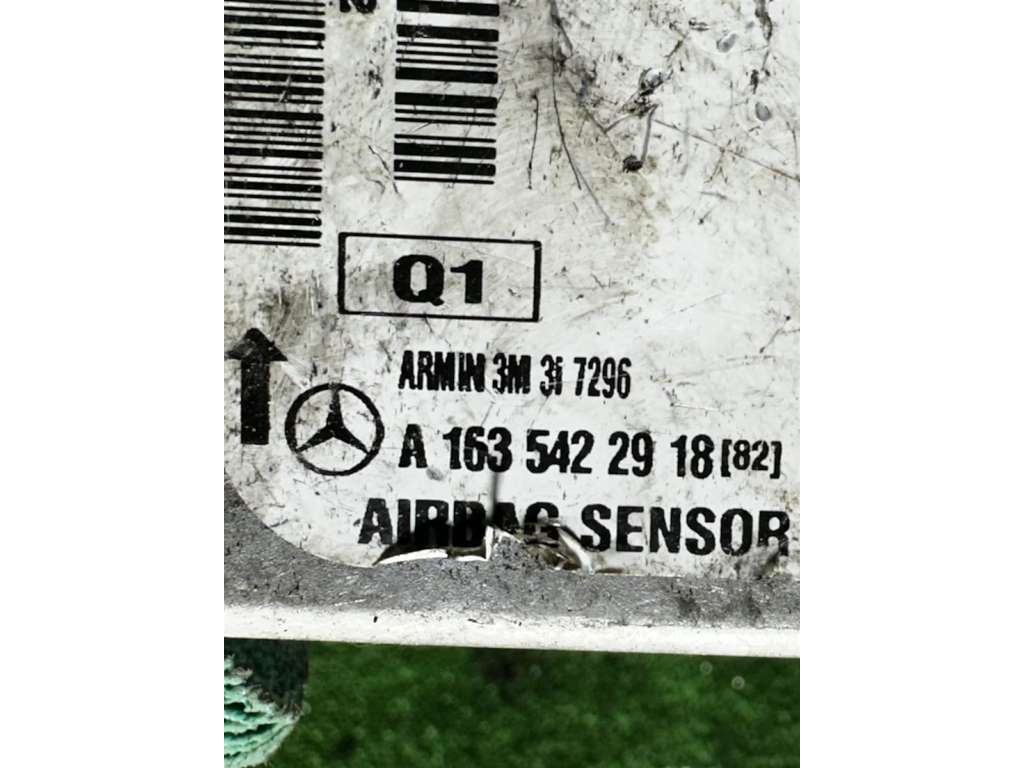 Q1
ARMIN 3M 3i 7296
A 163 542 29 18 [82]
AIRBAG SENSOR